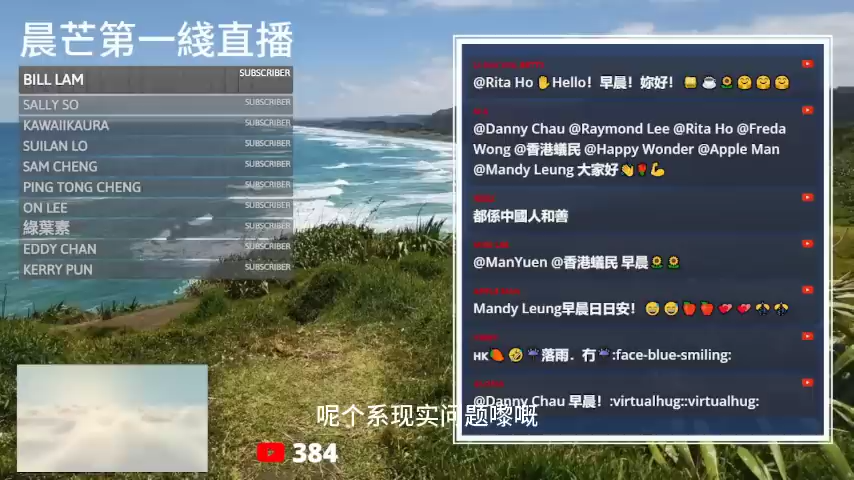 晨芒第一綫直播
BILL LAM SUBSCRIBER
SALLY SO SUBSCRIBER
KAWAIIKAURA SUBSCRIBER
SUILAN LO SUBSCRIBER
SAM CHENG SUBSCRIBER
PING TONG CHENG SUBSCRIBER
ON LEE SUBSCRIBER
綠葉素 SUBSCRIBER
EDDY CHAN SUBSCRIBER
KERRY PUN SUBSCRIBER
@Rita Ho ✋Hello! 早晨! 妳好! 🍞☕🌻🤗🤗🤗
@Danny Chau @Raymond Lee @Rita Ho @Freda
Wong @香港蟻民 @Happy Wonder @Apple Man
@Mandy Leung 大家好👋🌹💪
都係中國人和善
@ManYuen @香港蟻民 早晨🌻🌻
Mandy Leung早晨日日安!
HK🥭🤣☔落雨. 冇☔:face-blue-smiling:
@Danny Chau 早晨! :virtualhug::virtualhug:
呢个系现实问题嚟嘅
384